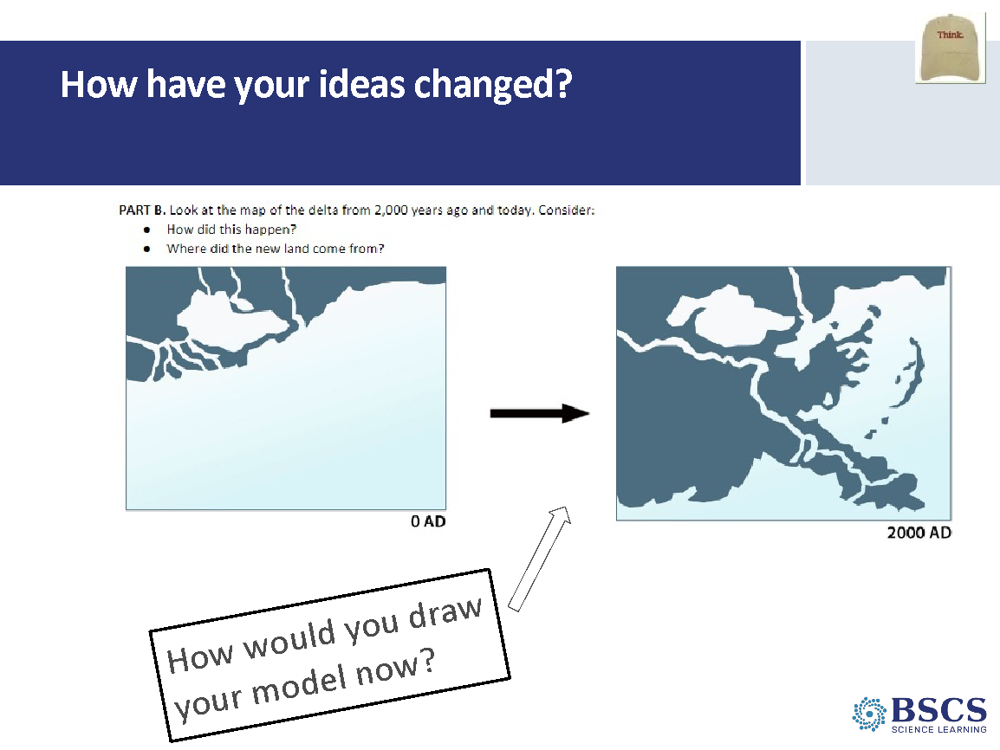 Think.
How have your ideas changed?
PART B. Look at the map of the delta from 2,000 years ago and today. Consider:
● How did this happen?
● Where did the new land come from?
0 AD
2000 AD
How would you draw
your model now?
BSCS
SCIENCE LEARNING